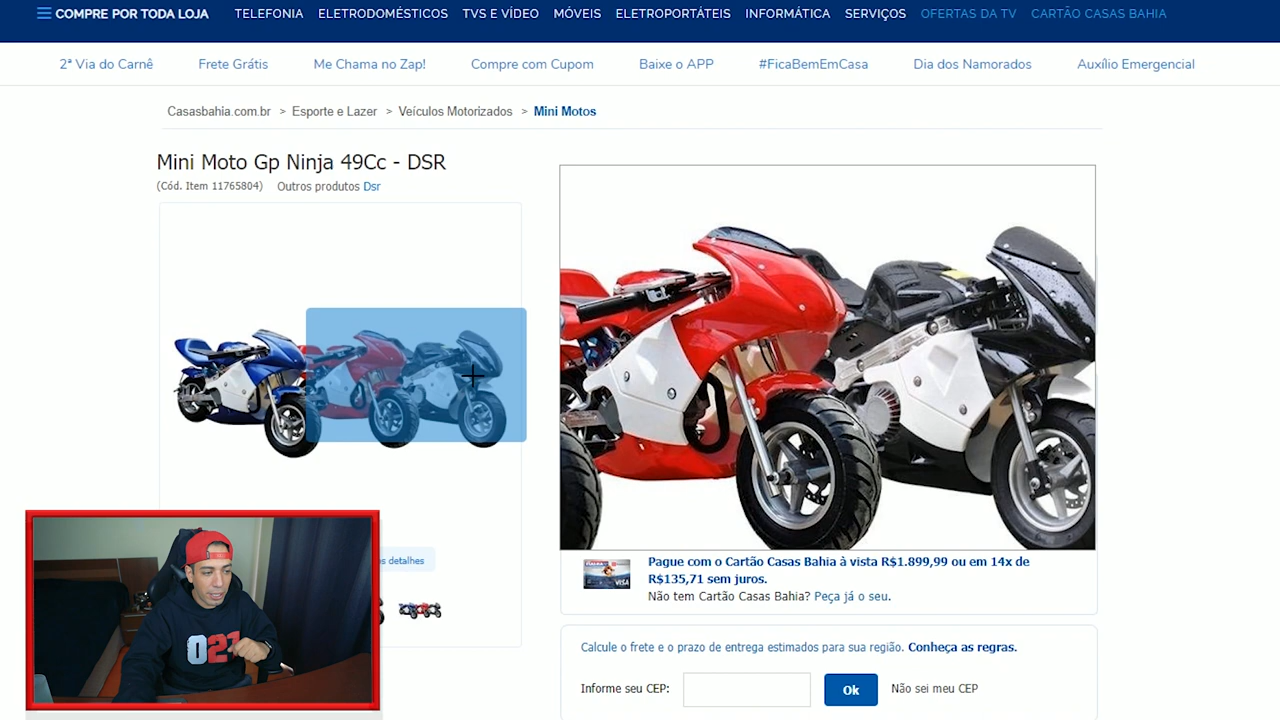 COMPRE POR TODA LOJA TELEFONIA ELETRODOMÉSTICOS TVS E VÍDEO MÓVEIS ELETROPORTÁTEIS INFORMÁTICA SERVIÇOS OFERTAS DA TV CARTÃO CASAS BAHIA
2ª Via do Carnê Frete Grátis Me Chama no Zap! Compre com Cupom Baixe o APP #FicaBemEmCasa Dia dos Namorados Auxílio Emergencial
Casasbahia.com.br > Esporte e Lazer > Veículos Motorizados > Mini Motos
Mini Moto Gp Ninja 49Cc - DSR
(Cód. Item 11765804) Outros produtos Dsr
detalhes
023
VISA
Pague com o Cartão Casas Bahia à vista R$1.899,99 ou em 14x de
R$135,71 sem juros.
Não tem Cartão Casas Bahia? Peça já o seu.
Calcule o frete e o prazo de entrega estimados para sua região. Conheça as regras.
Informe seu CEP: Ok Não sei meu CEP